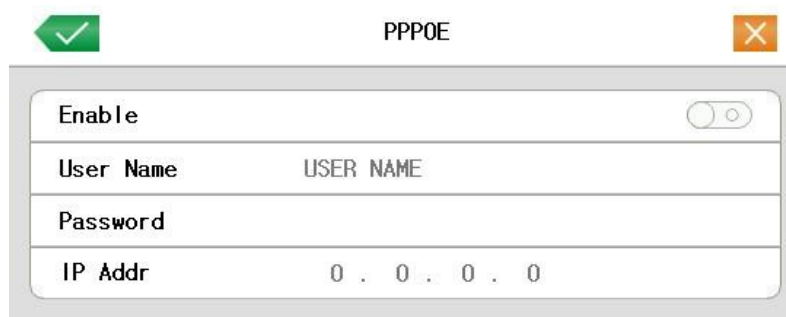 PPPOE
Enable
User Name USER NAME
Password
IP Addr 0 . 0 . 0 . 0